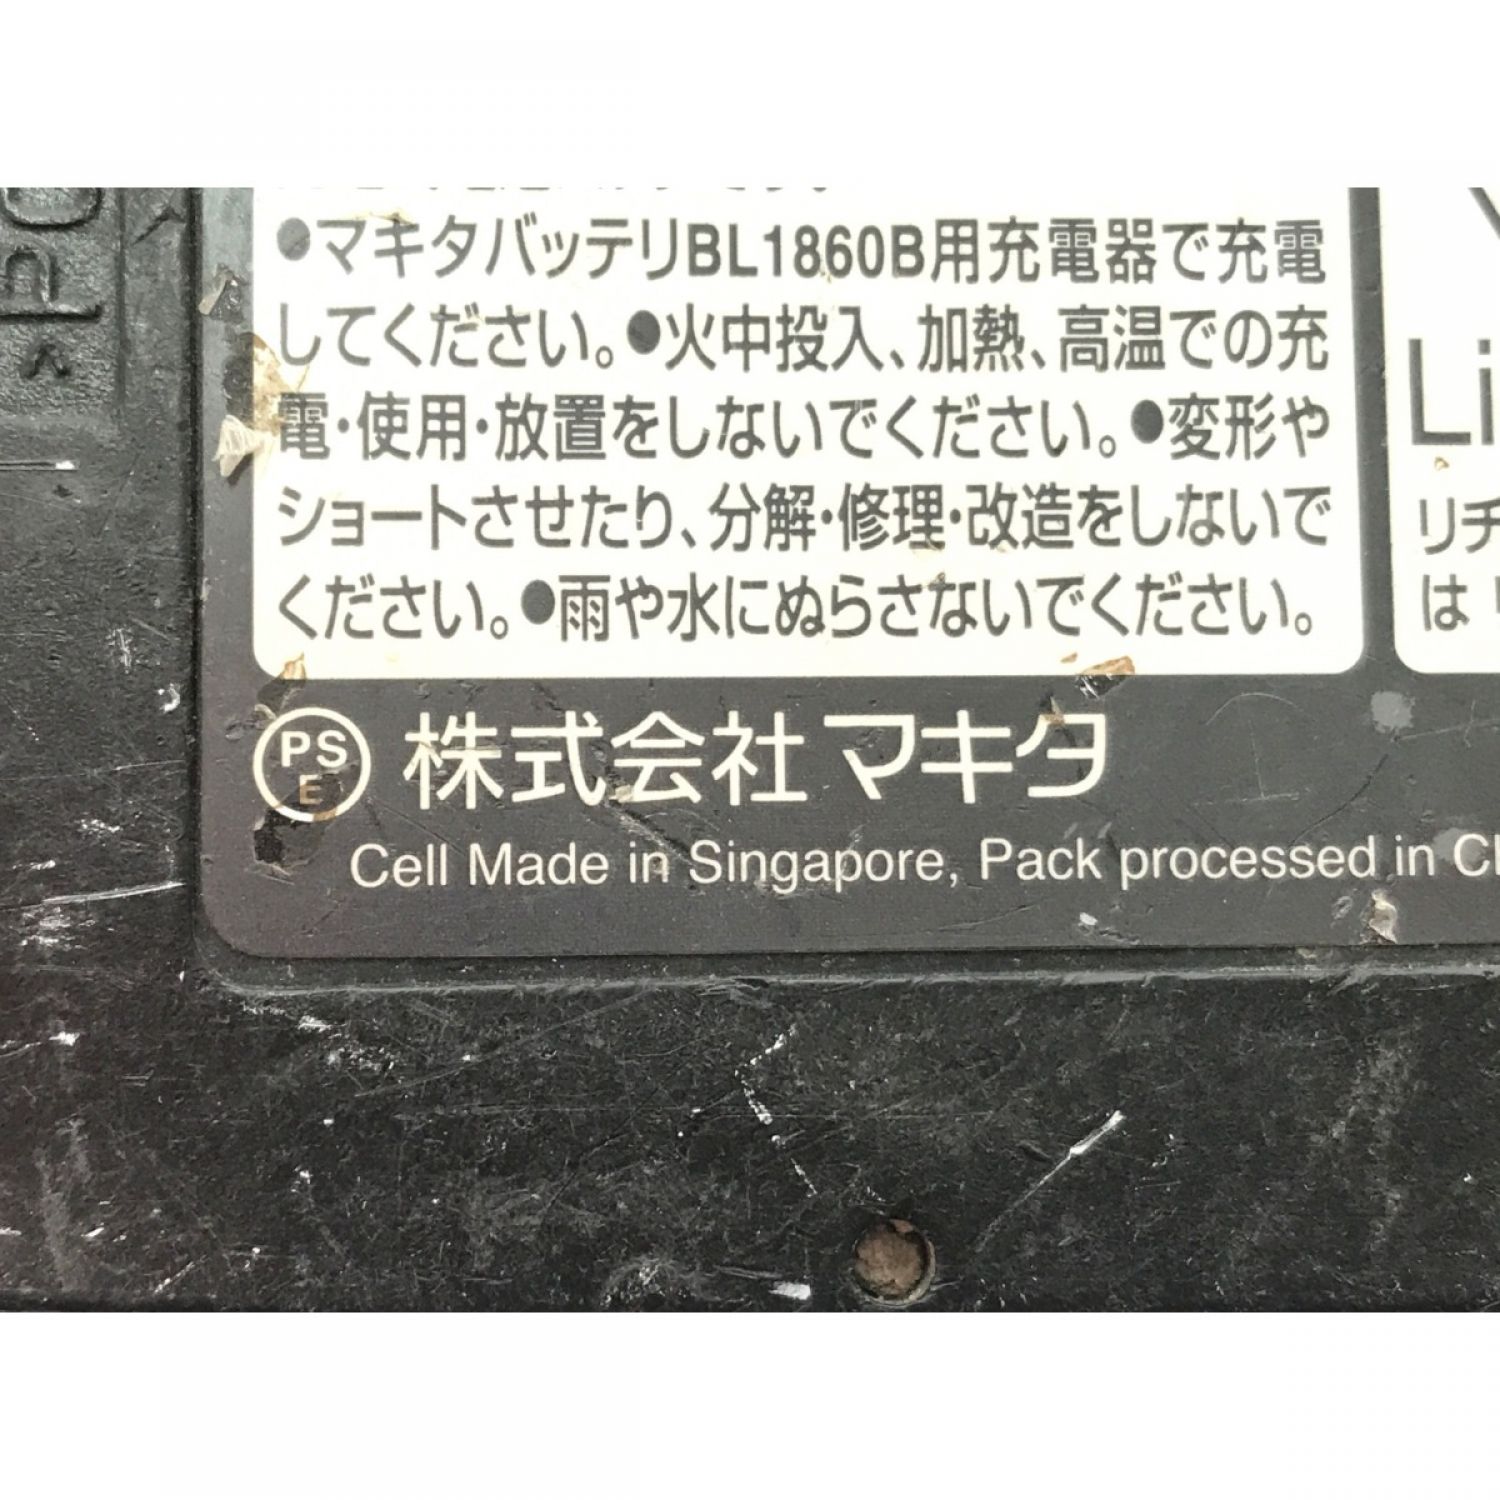 ●マキタバッテリBL1860B用充電器で充電
してください。●火中投入、加熱、高温での充
電・使用・放置をしないでください。●変形や
ショートさせたり、分解・修理・改造をしないで
ください。●雨や水にぬらさないでください。
Li
リチ
は
PS
E
株式会社マキタ
Cell Made in Singapore, Pack processed in